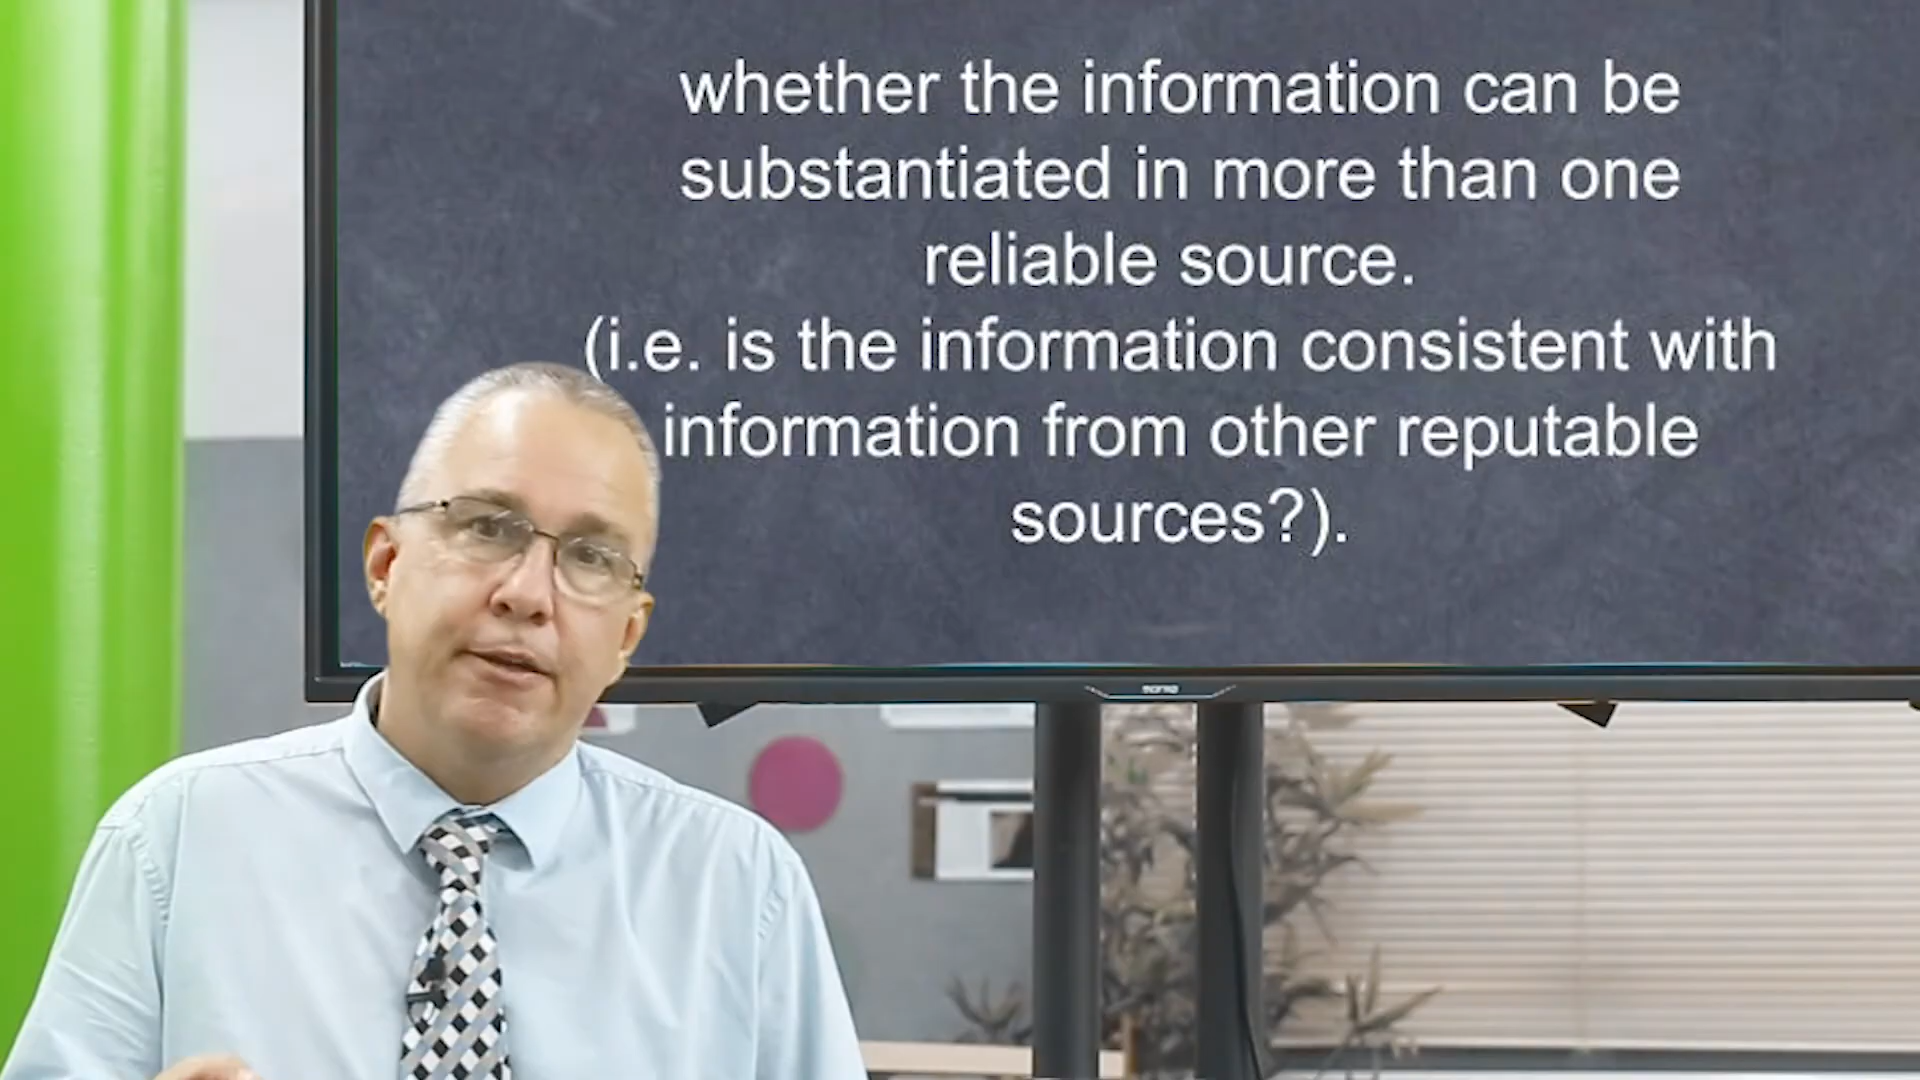 whether the information can be
substantiated in more than one
reliable source.
(i.e. is the information consistent with
information from other reputable
sources?).